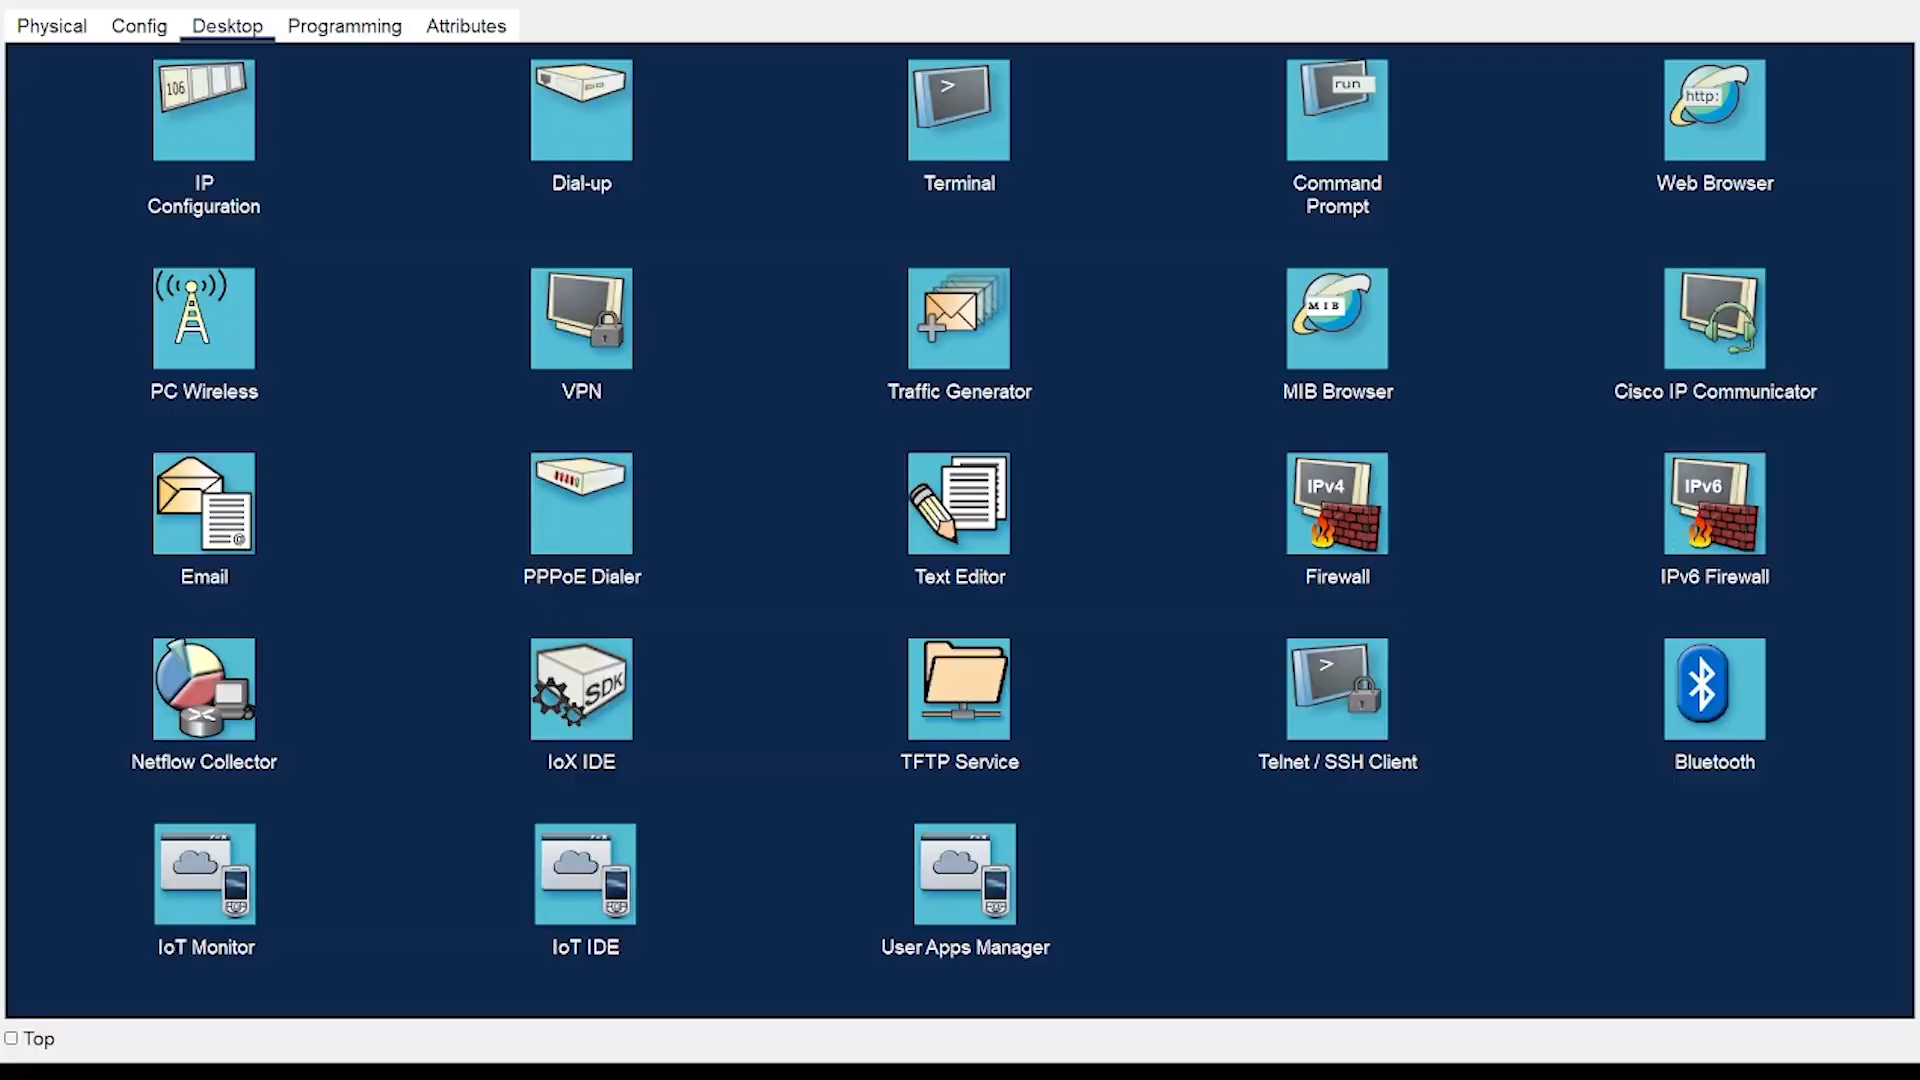 Physical Config Desktop Programming Attributes
106
>
run
http:
IP
Configuration
Dial-up
Terminal
Command
Prompt
Web Browser
MIB
PC Wireless
VPN
Traffic Generator
MIB Browser
Cisco IP Communicator
IPv4
IPv6
@
Email
PPPoE Dialer
Text Editor
Firewall
IPv6 Firewall
SDK
>
Netflow Collector
IoX IDE
TFTP Service
Telnet / SSH Client
Bluetooth
IoT Monitor
IoT IDE
User Apps Manager
Top